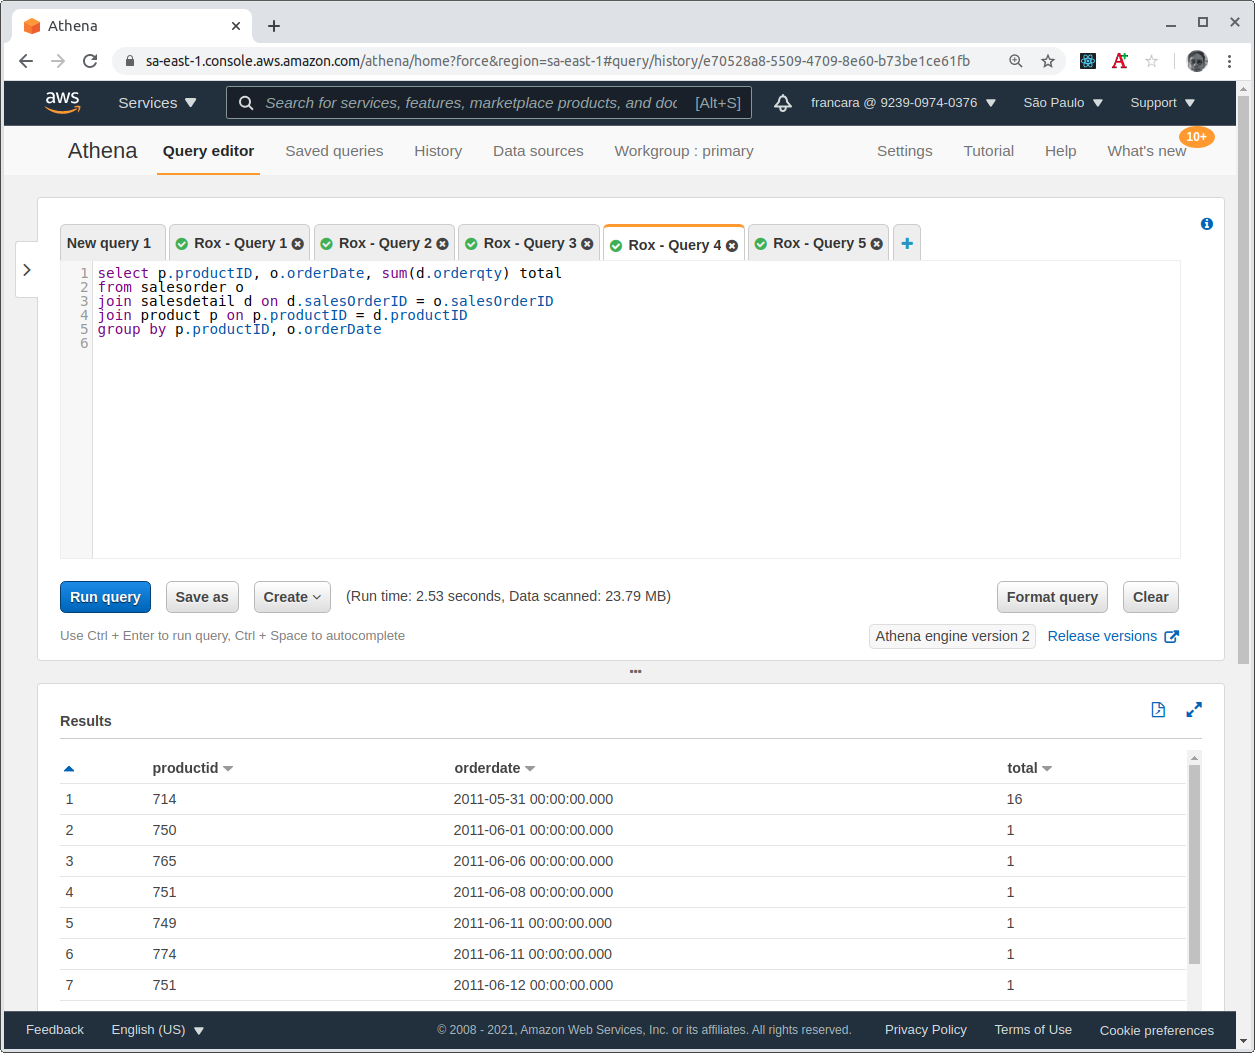 Athena
sa-east-1.console.aws.amazon.com/athena/home?force&region=sa-east-1#query/history/e70528a8-5509-4709-8e60-b73be1ce61fb
aws Services Search for services, features, marketplace products, and doc [Alt+S] francara @ 9239-0974-0376 São Paulo Support
10+
Athena Query editor Saved queries History Data sources Workgroup : primary Settings Tutorial Help What's new
New query 1 Rox - Query 1 Rox - Query 2 Rox - Query 3 Rox - Query 4 Rox - Query 5
1 select p.productID, o.orderDate, sum(d.orderqty) total
2 from salesorder o
3 join salesdetail d on d.salesOrderID = o.salesOrderID
4 join product p on p.productID = d.productID
5 group by p.productID, o.orderDate
6
Run query Save as Create (Run time: 2.53 seconds, Data scanned: 23.79 MB) Format query Clear
Use Ctrl + Enter to run query, Ctrl + Space to autocomplete Athena engine version 2 Release versions
Results
productid orderdate total
1 714 2011-05-31 00:00:00.000 16
2 750 2011-06-01 00:00:00.000 1
3 765 2011-06-06 00:00:00.000 1
4 751 2011-06-08 00:00:00.000 1
5 749 2011-06-11 00:00:00.000 1
6 774 2011-06-11 00:00:00.000 1
7 751 2011-06-12 00:00:00.000 1
Feedback English (US) © 2008 - 2021, Amazon Web Services, Inc. or its affiliates. All rights reserved. Privacy Policy Terms of Use Cookie preferences